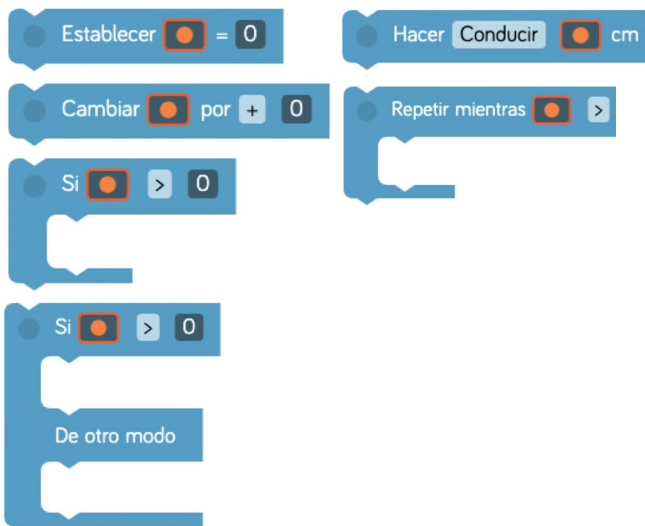 Establecer = 0
Cambiar por + 0
Si > 0
Si > 0
De otro modo
Hacer Conducir cm
Repetir mientras >